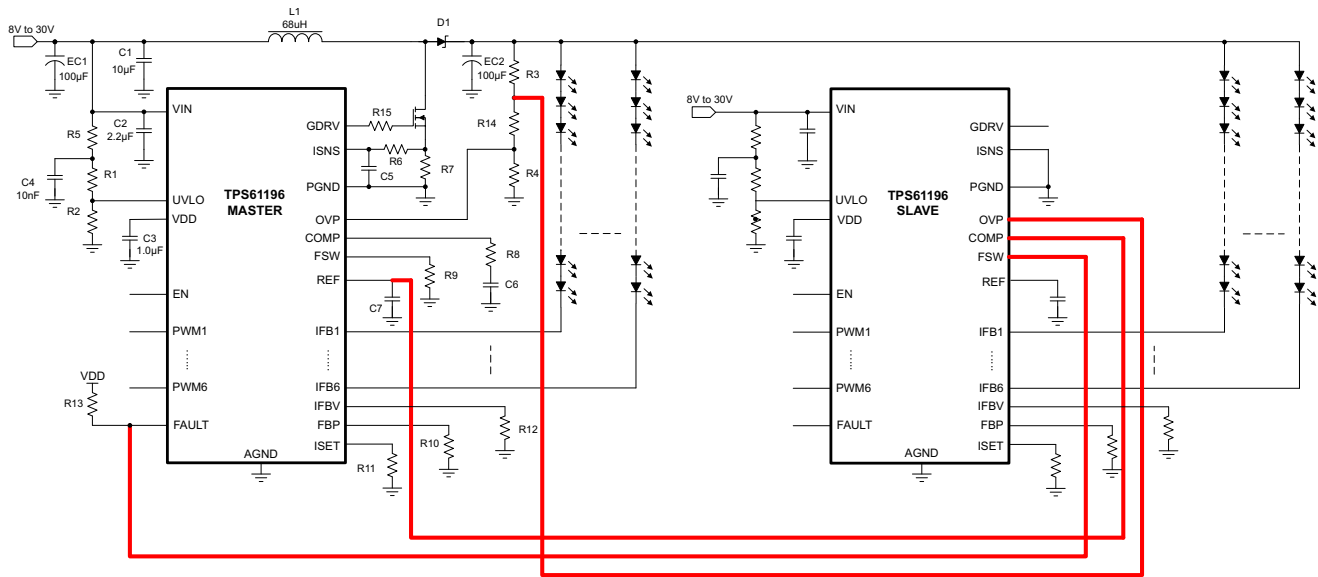 8V to 30V
L1
68uH
D1
EC1
100µF
C1
10µF
EC2
100µF
R3
R5
C2
2.2µF
C4
10nF
R1
R2
C3
1.0µF
VIN
UVLO
VDD
EN
PWM1
PWM6
FAULT
TPS61196
MASTER
AGND
GDRV
ISNS
PGND
OVP
COMP
FSW
REF
IFB1
IFB6
IFBV
FBP
ISET
R15
R6
C5
R7
R14
R4
R8
C6
R9
C7
R12
R10
R11
VDD
R13
8V to 30V
VIN
UVLO
VDD
EN
PWM1
PWM6
FAULT
TPS61196
SLAVE
AGND
GDRV
ISNS
PGND
OVP
COMP
FSW
REF
IFB1
IFB6
IFBV
FBP
ISET